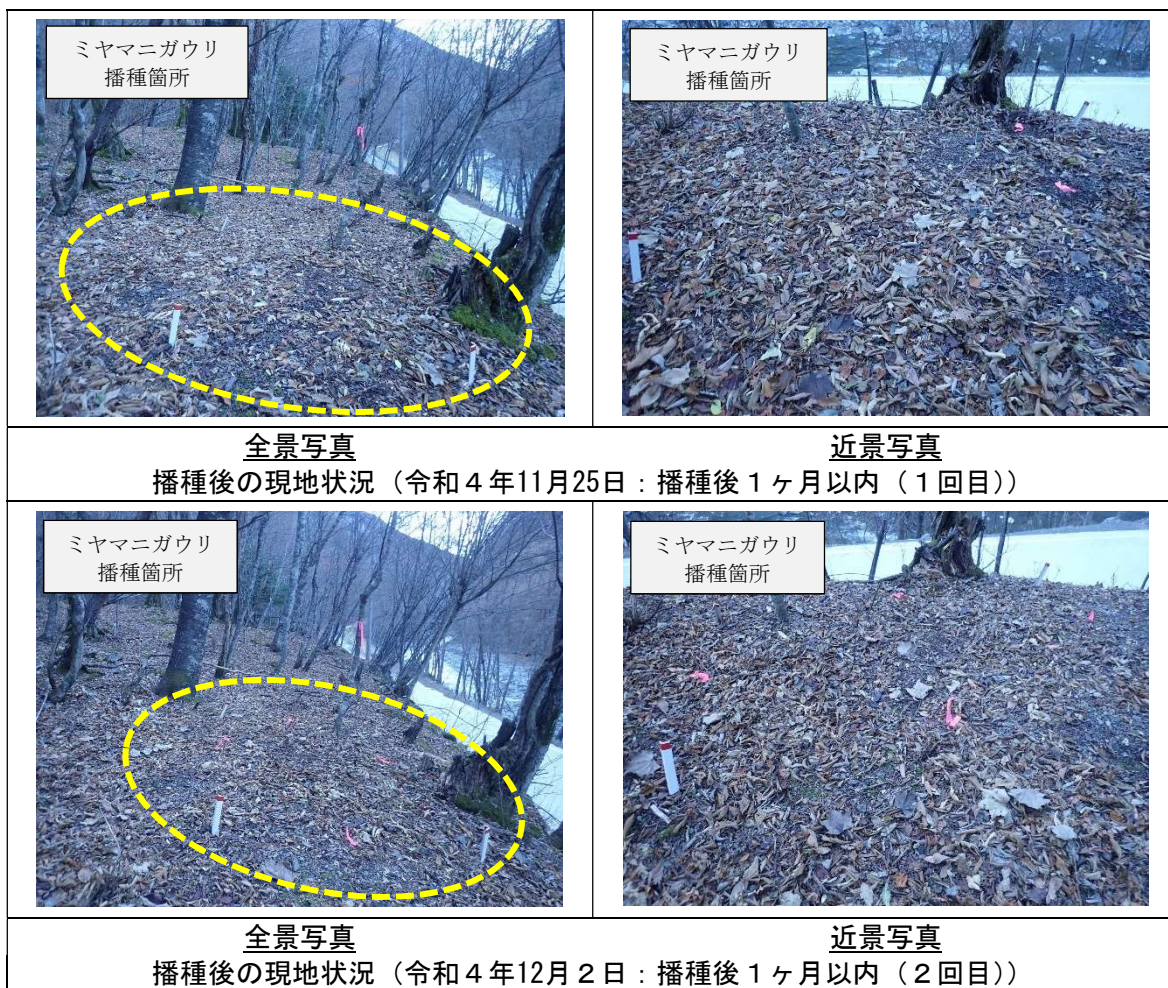 ミヤマニガウリ
播種箇所
ミヤマニガウリ
播種箇所
全景写真
近景写真
播種後の現地状況（令和４年11月25日：播種後１ヶ月以内（１回目））
ミヤマニガウリ
播種箇所
ミヤマニガウリ
播種箇所
全景写真
近景写真
播種後の現地状況（令和４年12月２日：播種後１ヶ月以内（２回目））